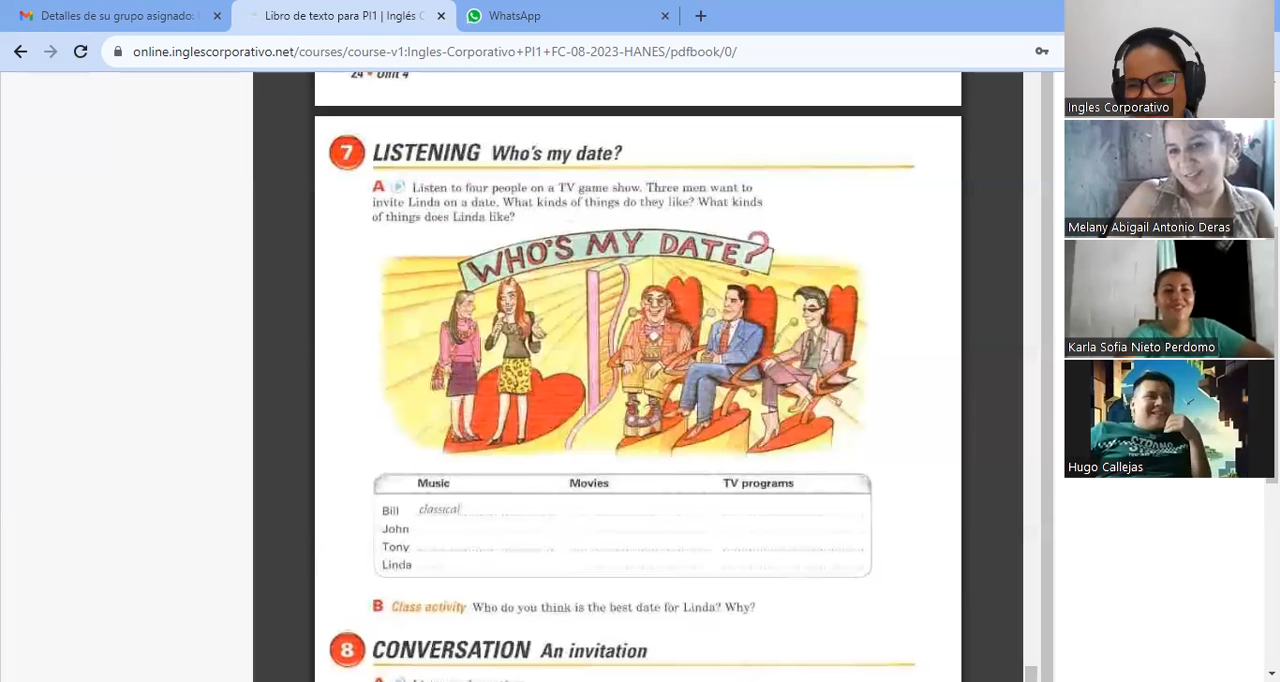 Detalles de su grupo asignado:
Libro de texto para PI1 | Inglés C
WhatsApp
online.inglescorporativo.net/courses/course-v1:Ingles-Corporativo+PI1+FC-08-2023-HANES/pdfbook/0/
24 • Unit 4
7 LISTENING Who's my date?
A Listen to four people on a TV game show. Three men want to
invite Linda on a date. What kinds of things do they like? What kinds
of things does Linda like?
WHO'S MY DATE?
Music Movies TV programs
Bill classical
John
Tony
Linda
B Class activity Who do you think is the best date for Linda? Why?
8 CONVERSATION An invitation
Ingles Corporativo
Melany Abigail Antonio Deras
Karla Sofia Nieto Perdomo
STRONG
Hugo Callejas